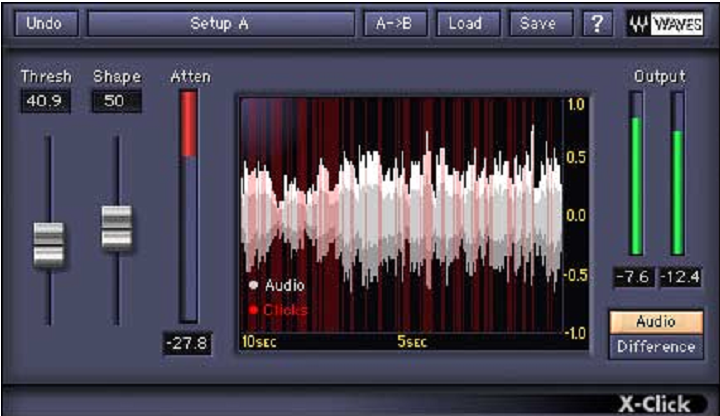 Undo Setup A A->B Load Save ? WAVES
Thresh Shape Atten Output
40.9 50
1.0
0.5
0.0
-0.5
-1.0
Audio
Clicks
10sec 5sec
-27.8
-7.6 -12.4
Audio
Difference
X-Click